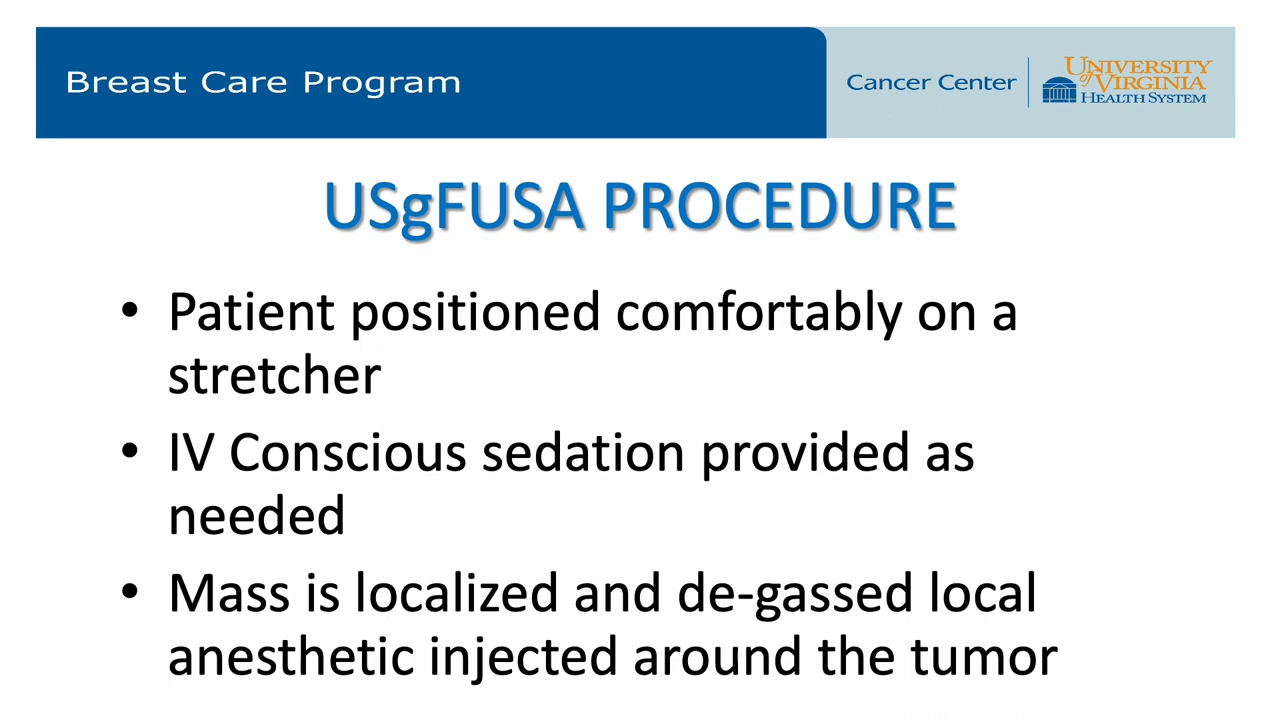 Breast Care Program
Cancer Center
UNIVERSITY
of VIRGINIA
HEALTH SYSTEM
USgFUSA PROCEDURE
• Patient positioned comfortably on a
stretcher
• IV Conscious sedation provided as
needed
• Mass is localized and de-gassed local
anesthetic injected around the tumor